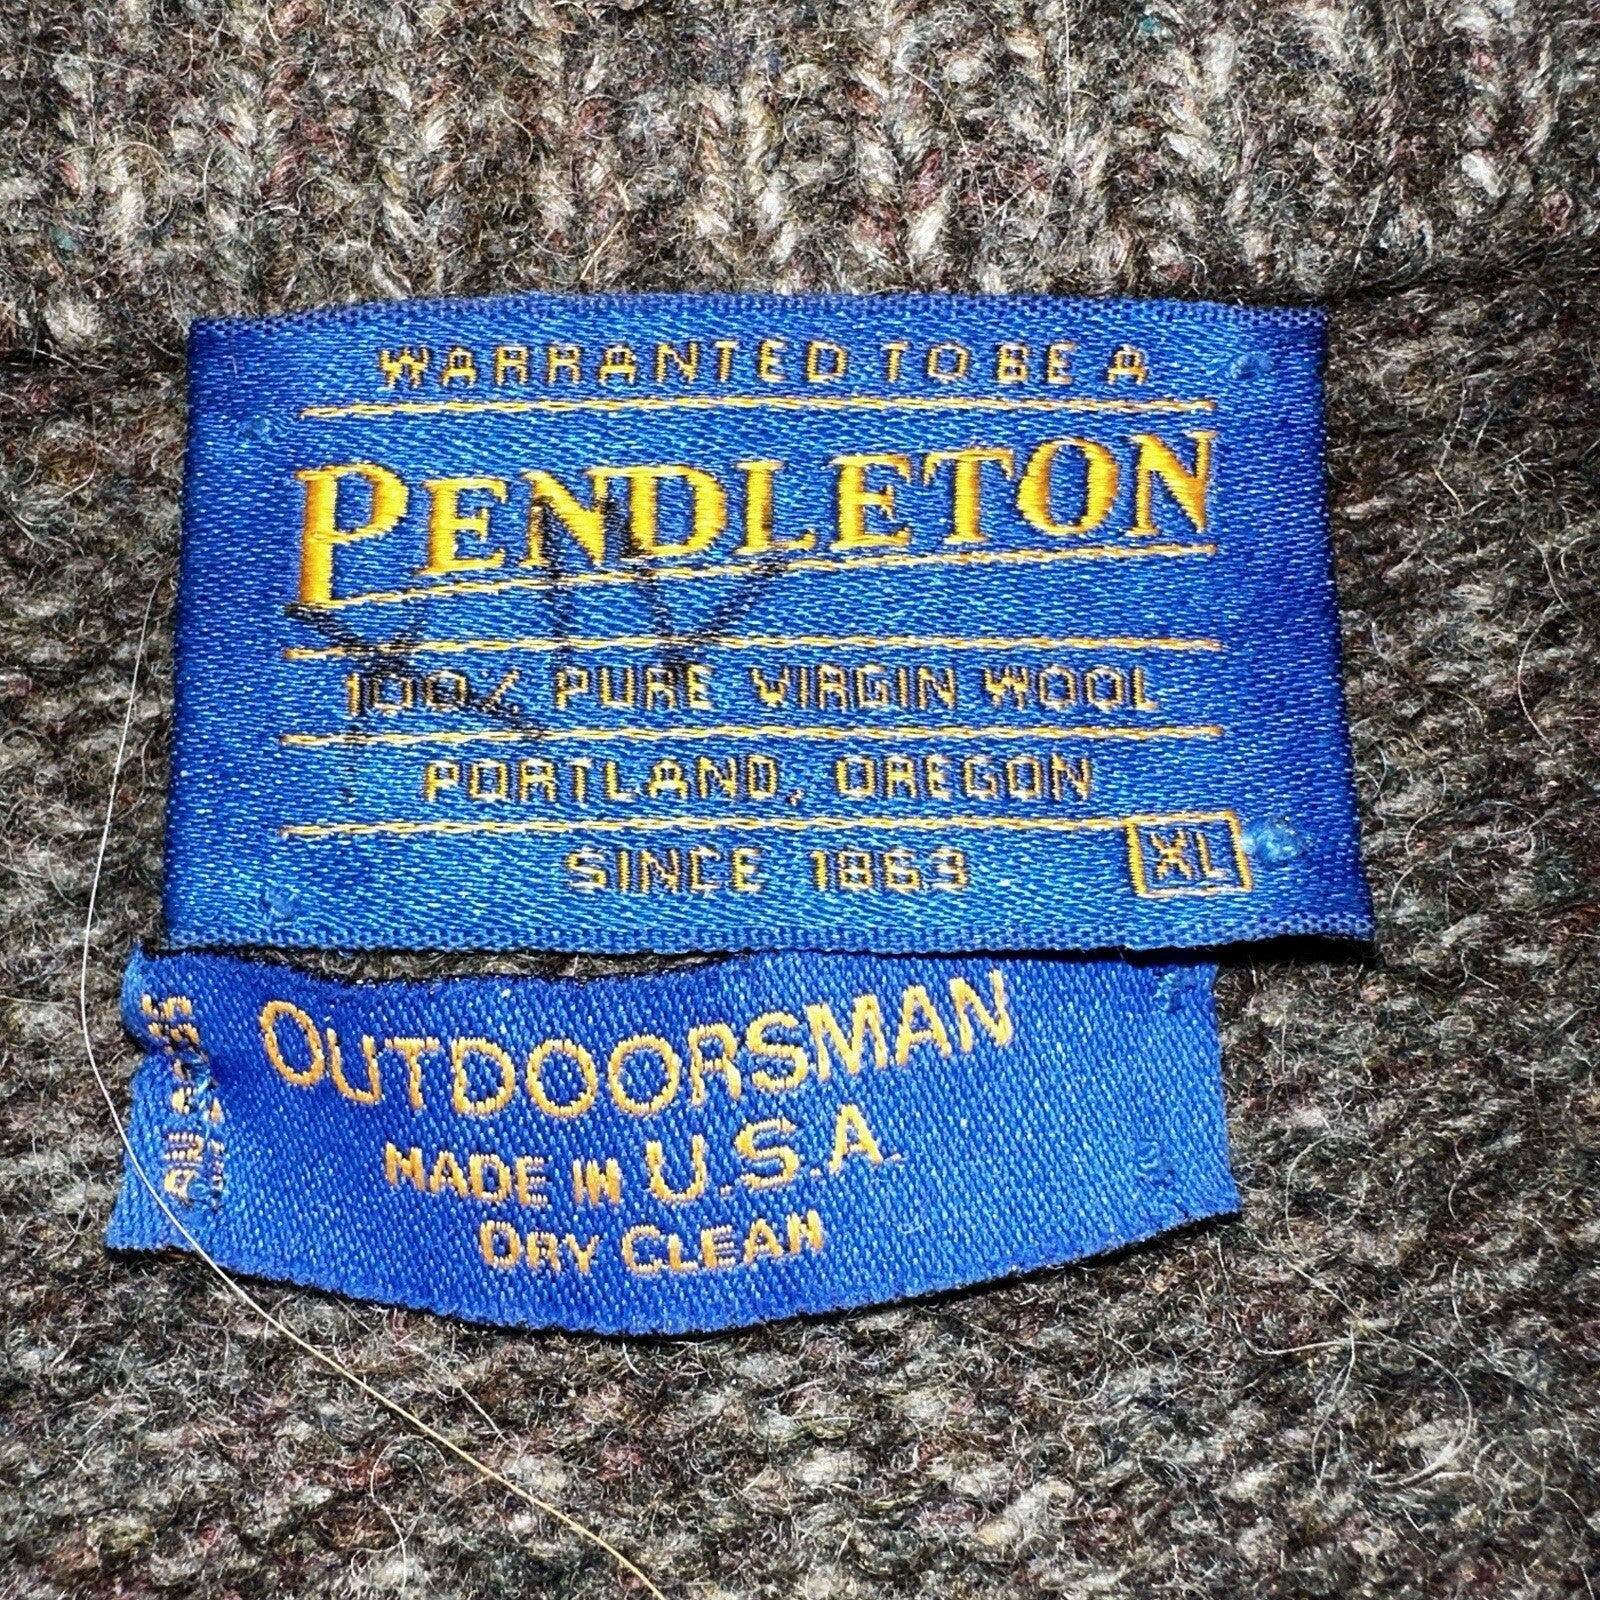 WARRANTED TO BE A
PENDLETON
100% PURE VIRGIN WOOL
PORTLAND, OREGON
SINCE 1863
XL
OUTDOORSMAN
MADE IN U.S.A.
DRY CLEAN